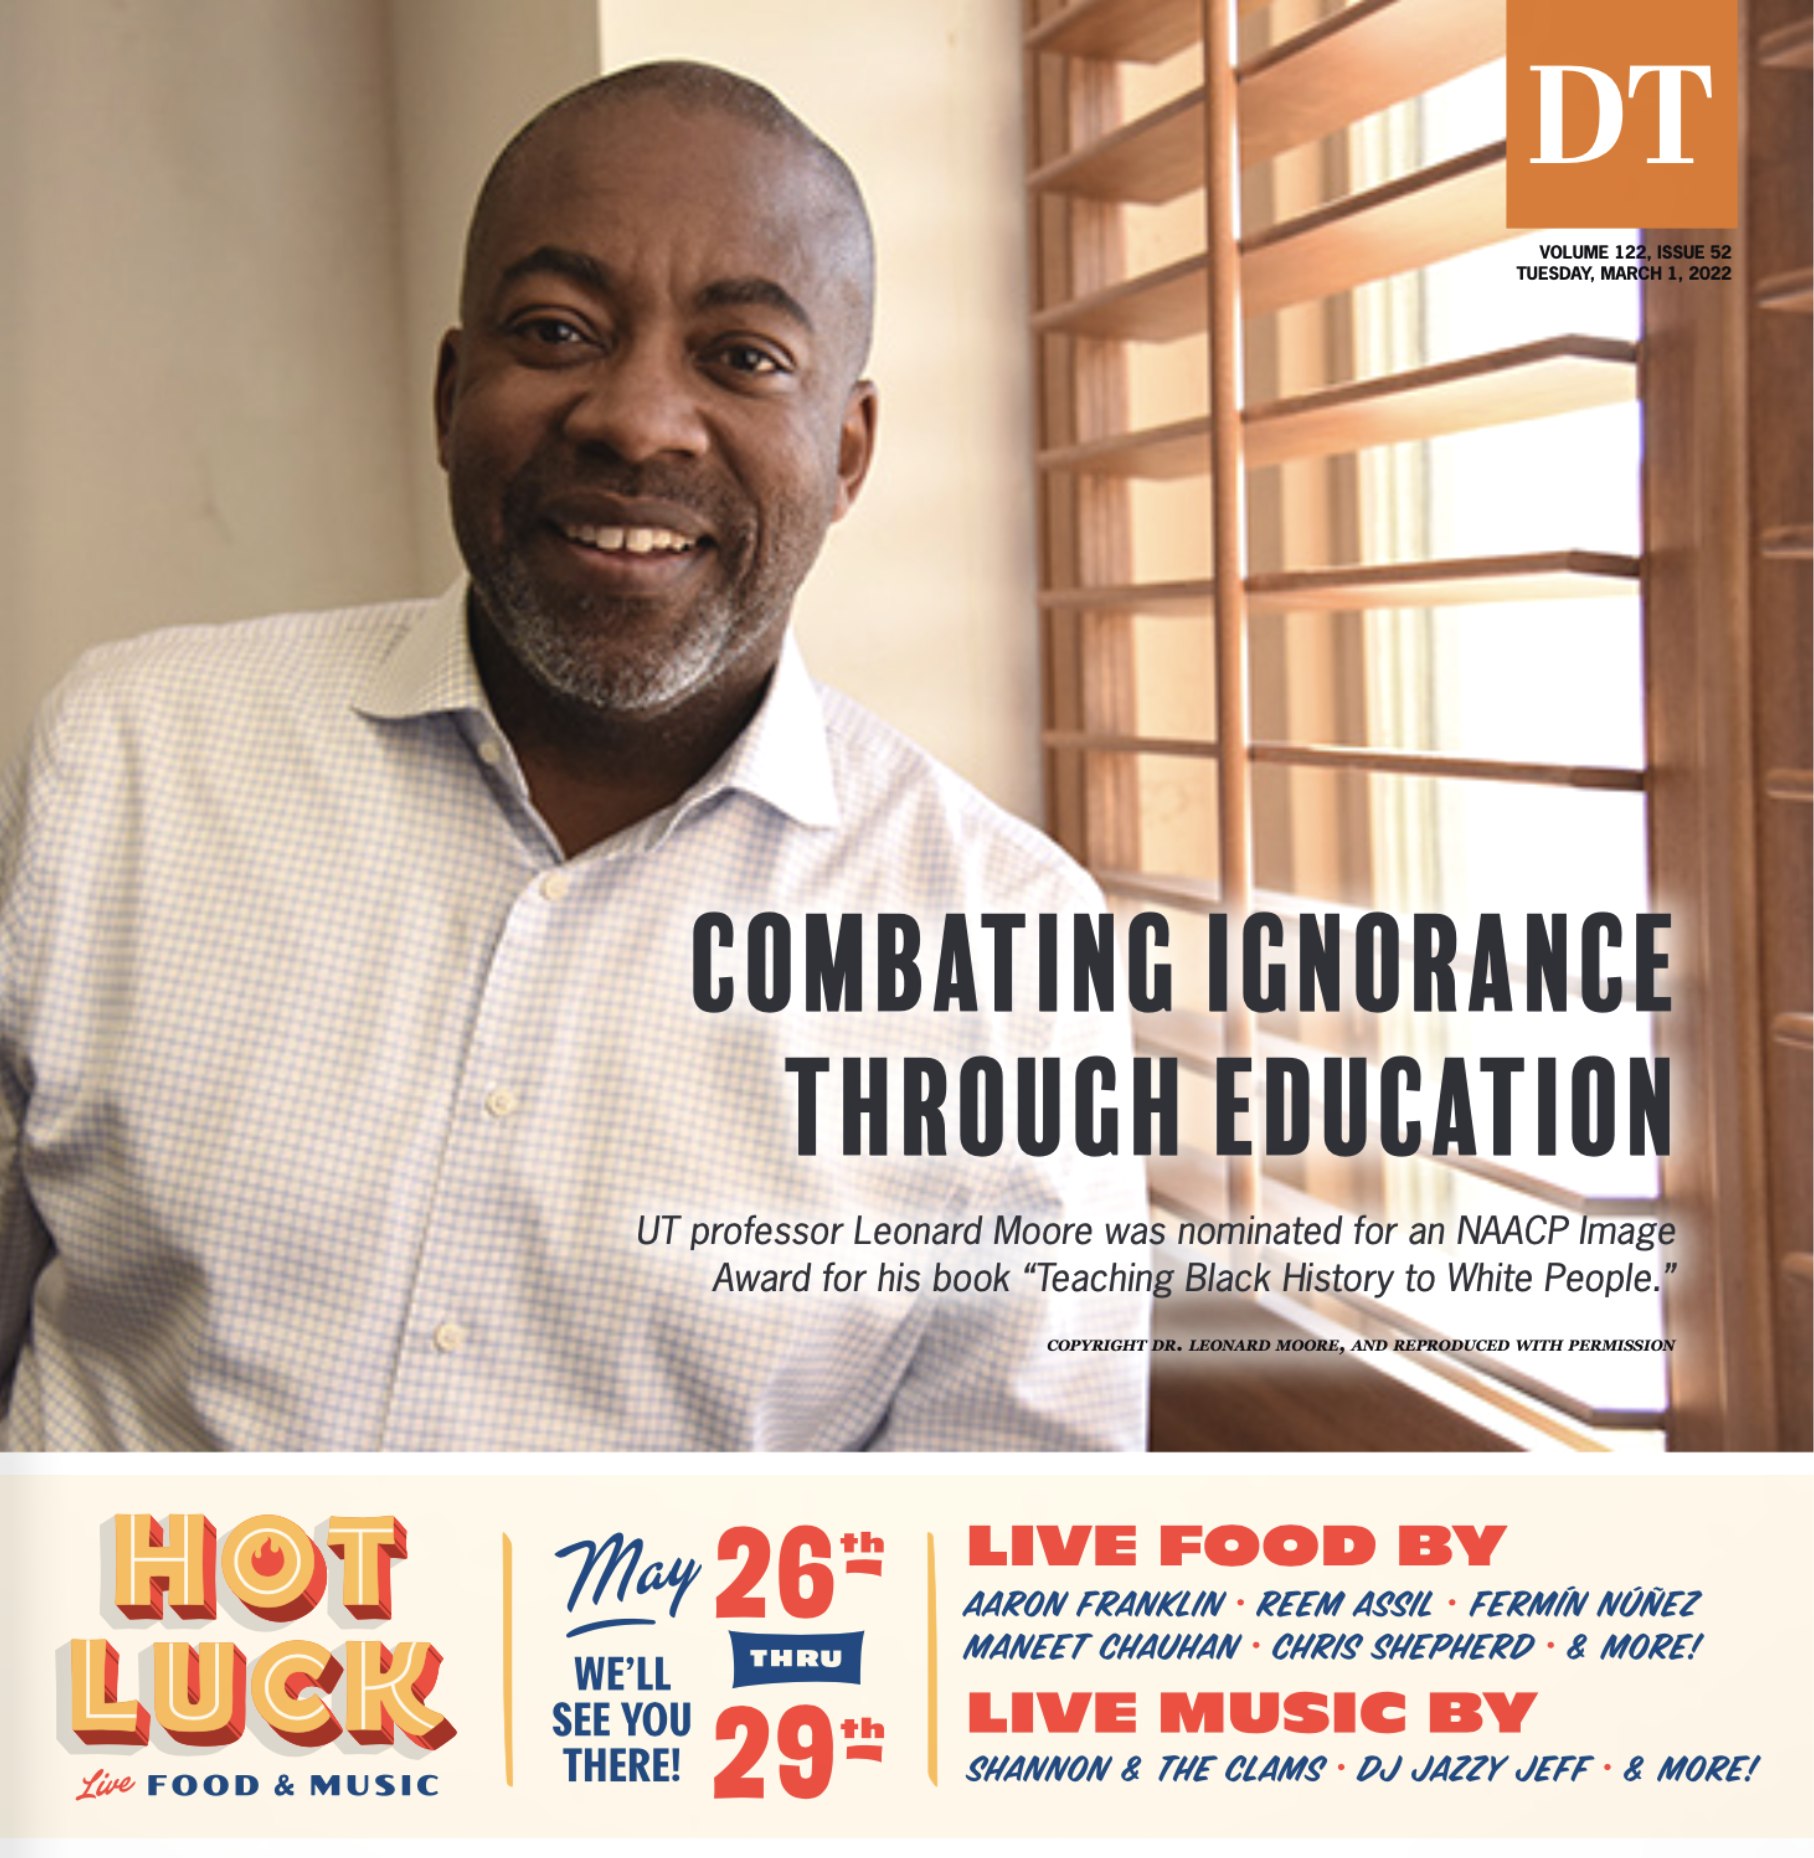 DT
VOLUME 122, ISSUE 52
TUESDAY, MARCH 1, 2022
COMBATING IGNORANCE
THROUGH EDUCATION
UT professor Leonard Moore was nominated for an NAACP Image
Award for his book “Teaching Black History to White People.”
COPYRIGHT DR. LEONARD MOORE, AND REPRODUCED WITH PERMISSION
HOT
LUCK
Live FOOD & MUSIC
May
WE’LL
SEE YOU
THERE!
26th
THRU
29th
LIVE FOOD BY
AARON FRANKLIN • REEM ASSIL • FERMÍN NÚÑEZ
MANEET CHAUHAN • CHRIS SHEPHERD • & MORE!
LIVE MUSIC BY
SHANNON & THE CLAMS • DJ JAZZY JEFF • & MORE!